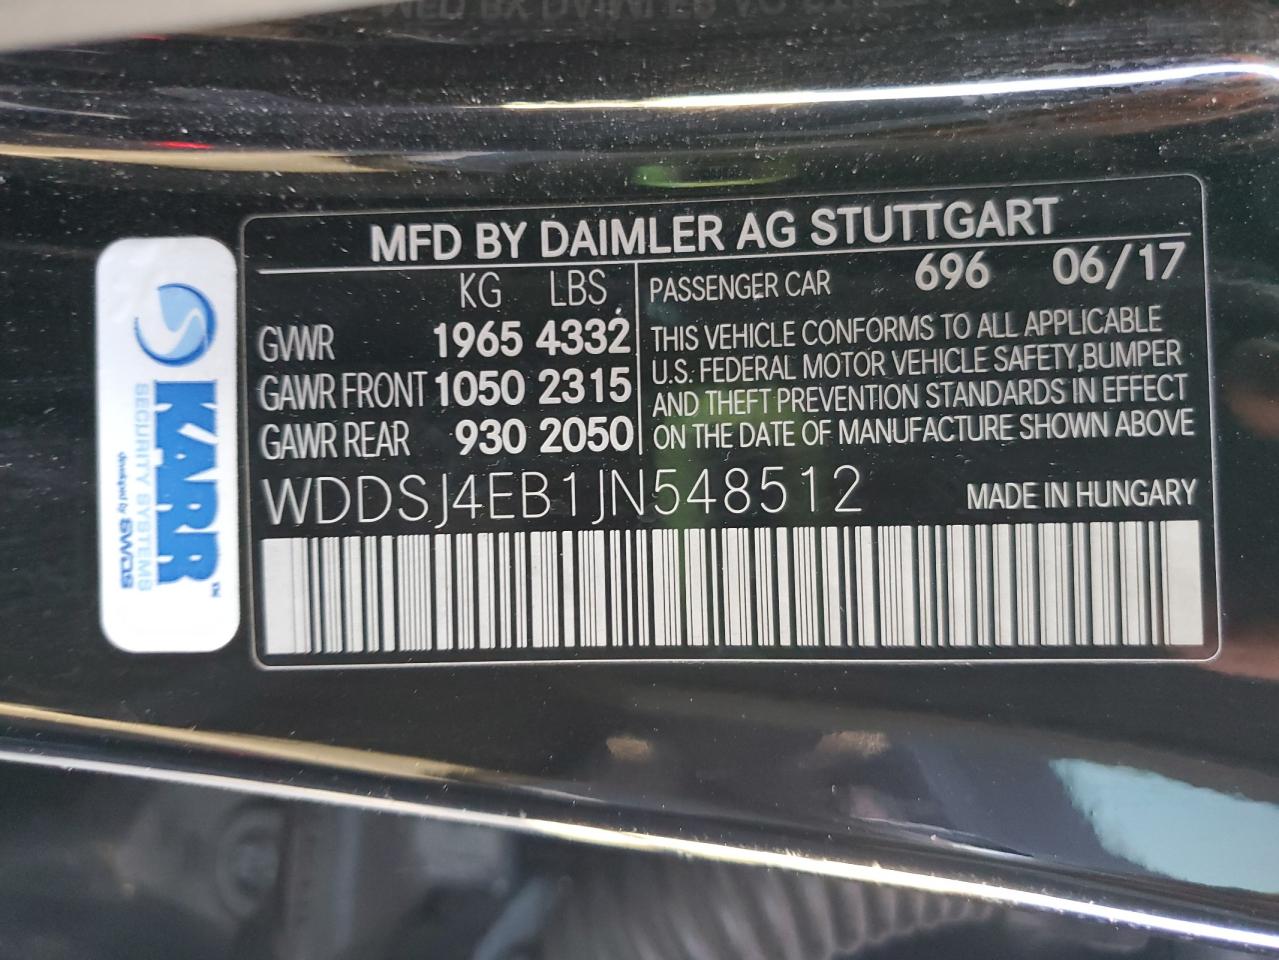 MFD BY DAIMLER AG STUTTGART
KG LBS
GVWR 1965 4332
GAWR FRONT 1050 2315
GAWR REAR 930 2050
PASSENGER CAR 696 06/17
THIS VEHICLE CONFORMS TO ALL APPLICABLE
U.S. FEDERAL MOTOR VEHICLE SAFETY,BUMPER
AND THEFT PREVENTION STANDARDS IN EFFECT
ON THE DATE OF MANUFACTURE SHOWN ABOVE
WDDSJ4EB1JN548512 MADE IN HUNGARY
KARR TM
SECURITY SYSTEMS